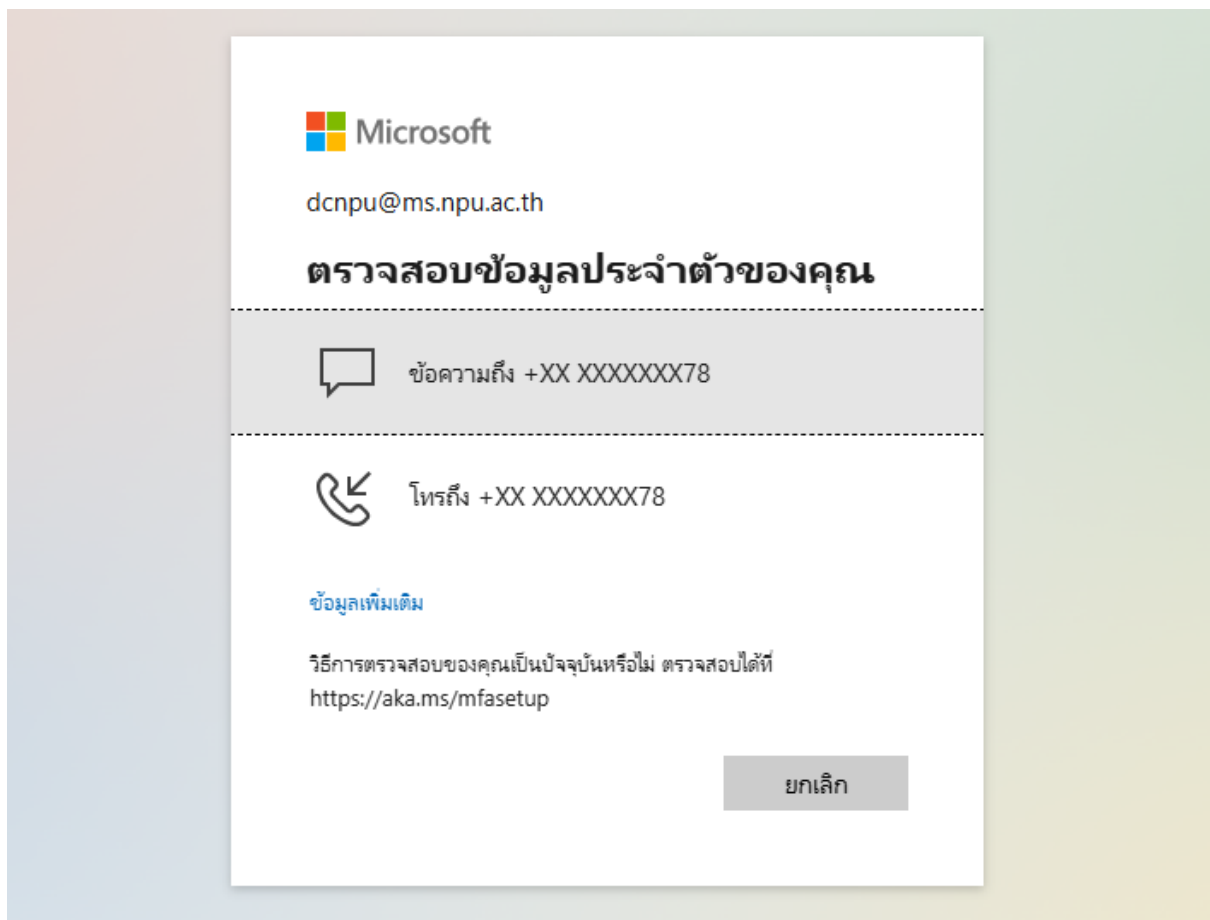 Microsoft
dcnpu@ms.npu.ac.th
ตรวจสอบข้อมูลประจำตัวของคุณ
ข้อความถึง +XX XXXXXXX78
โทรถึง +XX XXXXXXX78
ข้อมูลเพิ่มเติม
วิธีการตรวจสอบของคุณเป็นปัจจุบันหรือไม่ ตรวจสอบได้ที่
https://aka.ms/mfasetup
ยกเลิก